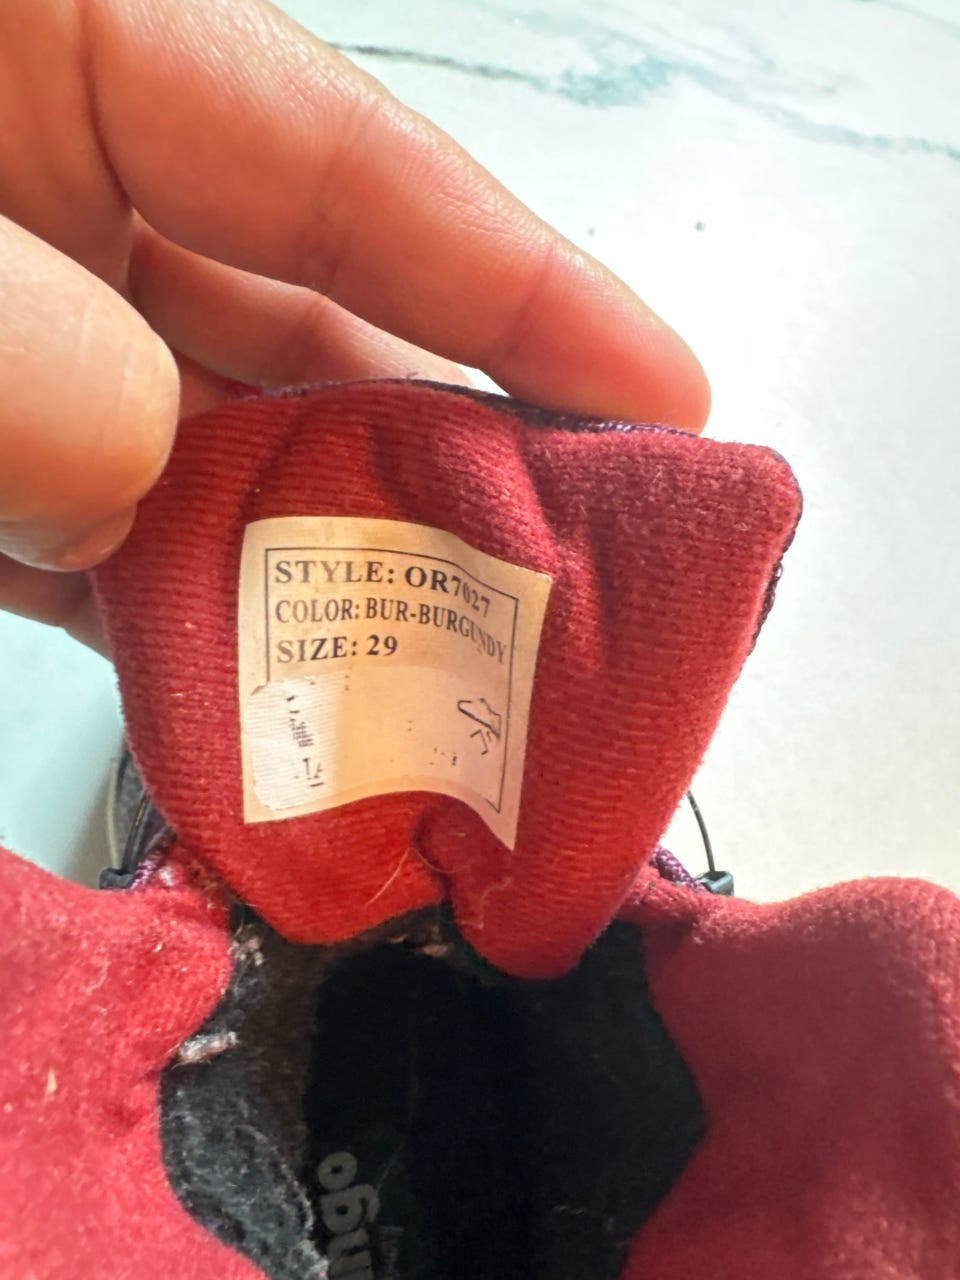 STYLE: OR7027
COLOR: BUR-BURGUNDY
SIZE: 29